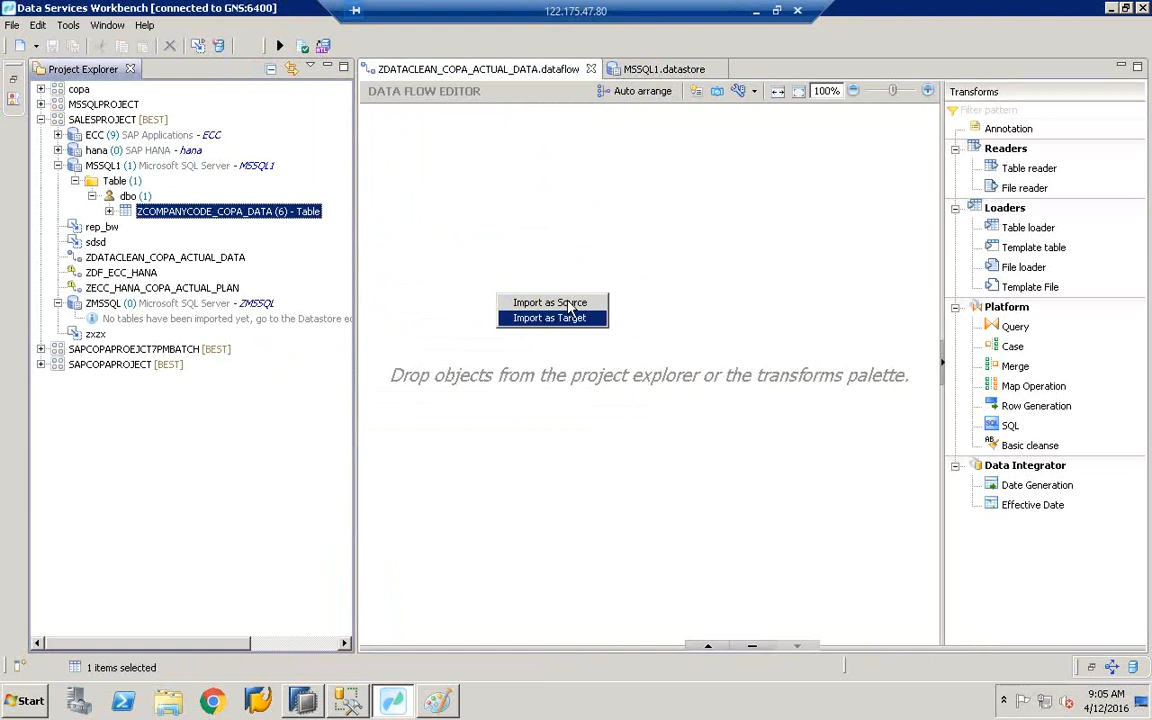 Data Services Workbench (connected to GNS:6400)
122.175.47.80
File Edit Tools Window Help
Project Explorer
ZDATACLEAN_COPA_ACTUAL_DATA.dataflow
MSSQL1.datastore
copa
MSSQLPROJECT
SALESPROJECT [BEST]
ECC (9) SAP Applications - ECC
hana (4) SAP HANA - hana
MSSQL1 (1) Microsoft SQL Server - MSSQL1
Table (1)
dbo (1)
ZCOMPANYCODE_COPA_DATA (6) - Table
rep_bw
sdsd
ZDATACLEAN_COPA_ACTUAL_DATA
ZDF_ECC_HANA
ZECC_HANA_COPA_ACTUAL_PLAN
ZMSSQL (0) Microsoft SQL Server - ZMSSQL
No tables have been imported yet, go to the Datastore ed
zxzx
SAPCOPAPROEJCT7PMBATCH [BEST]
SAPCOPAPROJECT [BEST]
DATA FLOW EDITOR
Auto arrange
100%
Import as Source
Import as Target
Drop objects from the project explorer or the transforms palette.
Transforms
Filter pattern
Annotation
Readers
Table reader
File reader
Loaders
Table loader
Template table
File loader
Template File
Platform
Query
Case
Merge
Map Operation
Row Generation
SQL
Basic cleanse
Data Integrator
Date Generation
Effective Date
1 items selected
Start
9:05 AM
4/12/2016